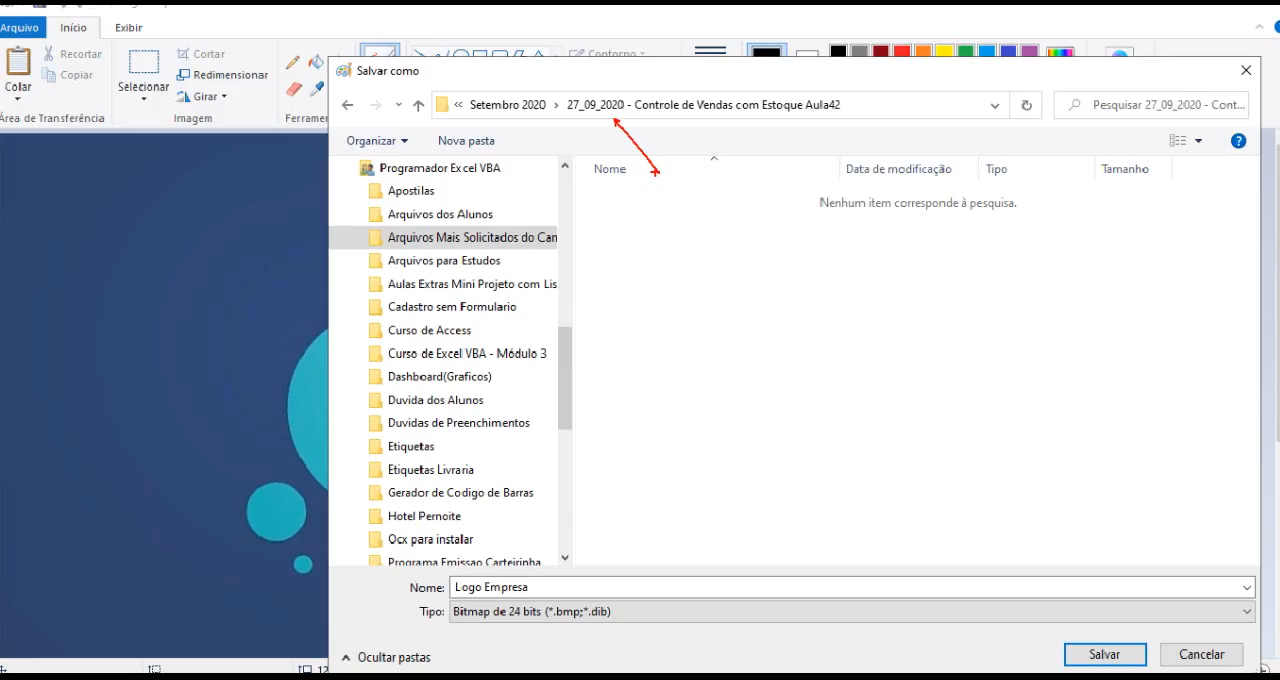 Arquivo Início Exibir
Colar
Recortar
Copiar
Área de Transferência
Selecionar
Cortar
Redimensionar
Girar
Imagem
Contorno
Salvar como
« Setembro 2020 > 27_09_2020 - Controle de Vendas com Estoque Aula42
Pesquisar 27_09_2020 - Cont...
Organizar Nova pasta
?
Programador Excel VBA
Apostilas
Arquivos dos Alunos
Arquivos Mais Solicitados do Can
Arquivos para Estudos
Aulas Extras Mini Projeto com Lis
Cadastro sem Formulario
Curso de Access
Curso de Excel VBA - Módulo 3
Dashboard(Graficos)
Duvida dos Alunos
Duvidas de Preenchimentos
Etiquetas
Etiquetas Livraria
Gerador de Codigo de Barras
Hotel Pernoite
Ocx para instalar
Programa Emissao Carteirinha
Nome Data de modificação Tipo Tamanho
Nenhum item corresponde à pesquisa.
Nome: Logo Empresa
Tipo: Bitmap de 24 bits (*.bmp;*.dib)
Ocultar pastas
Salvar Cancelar